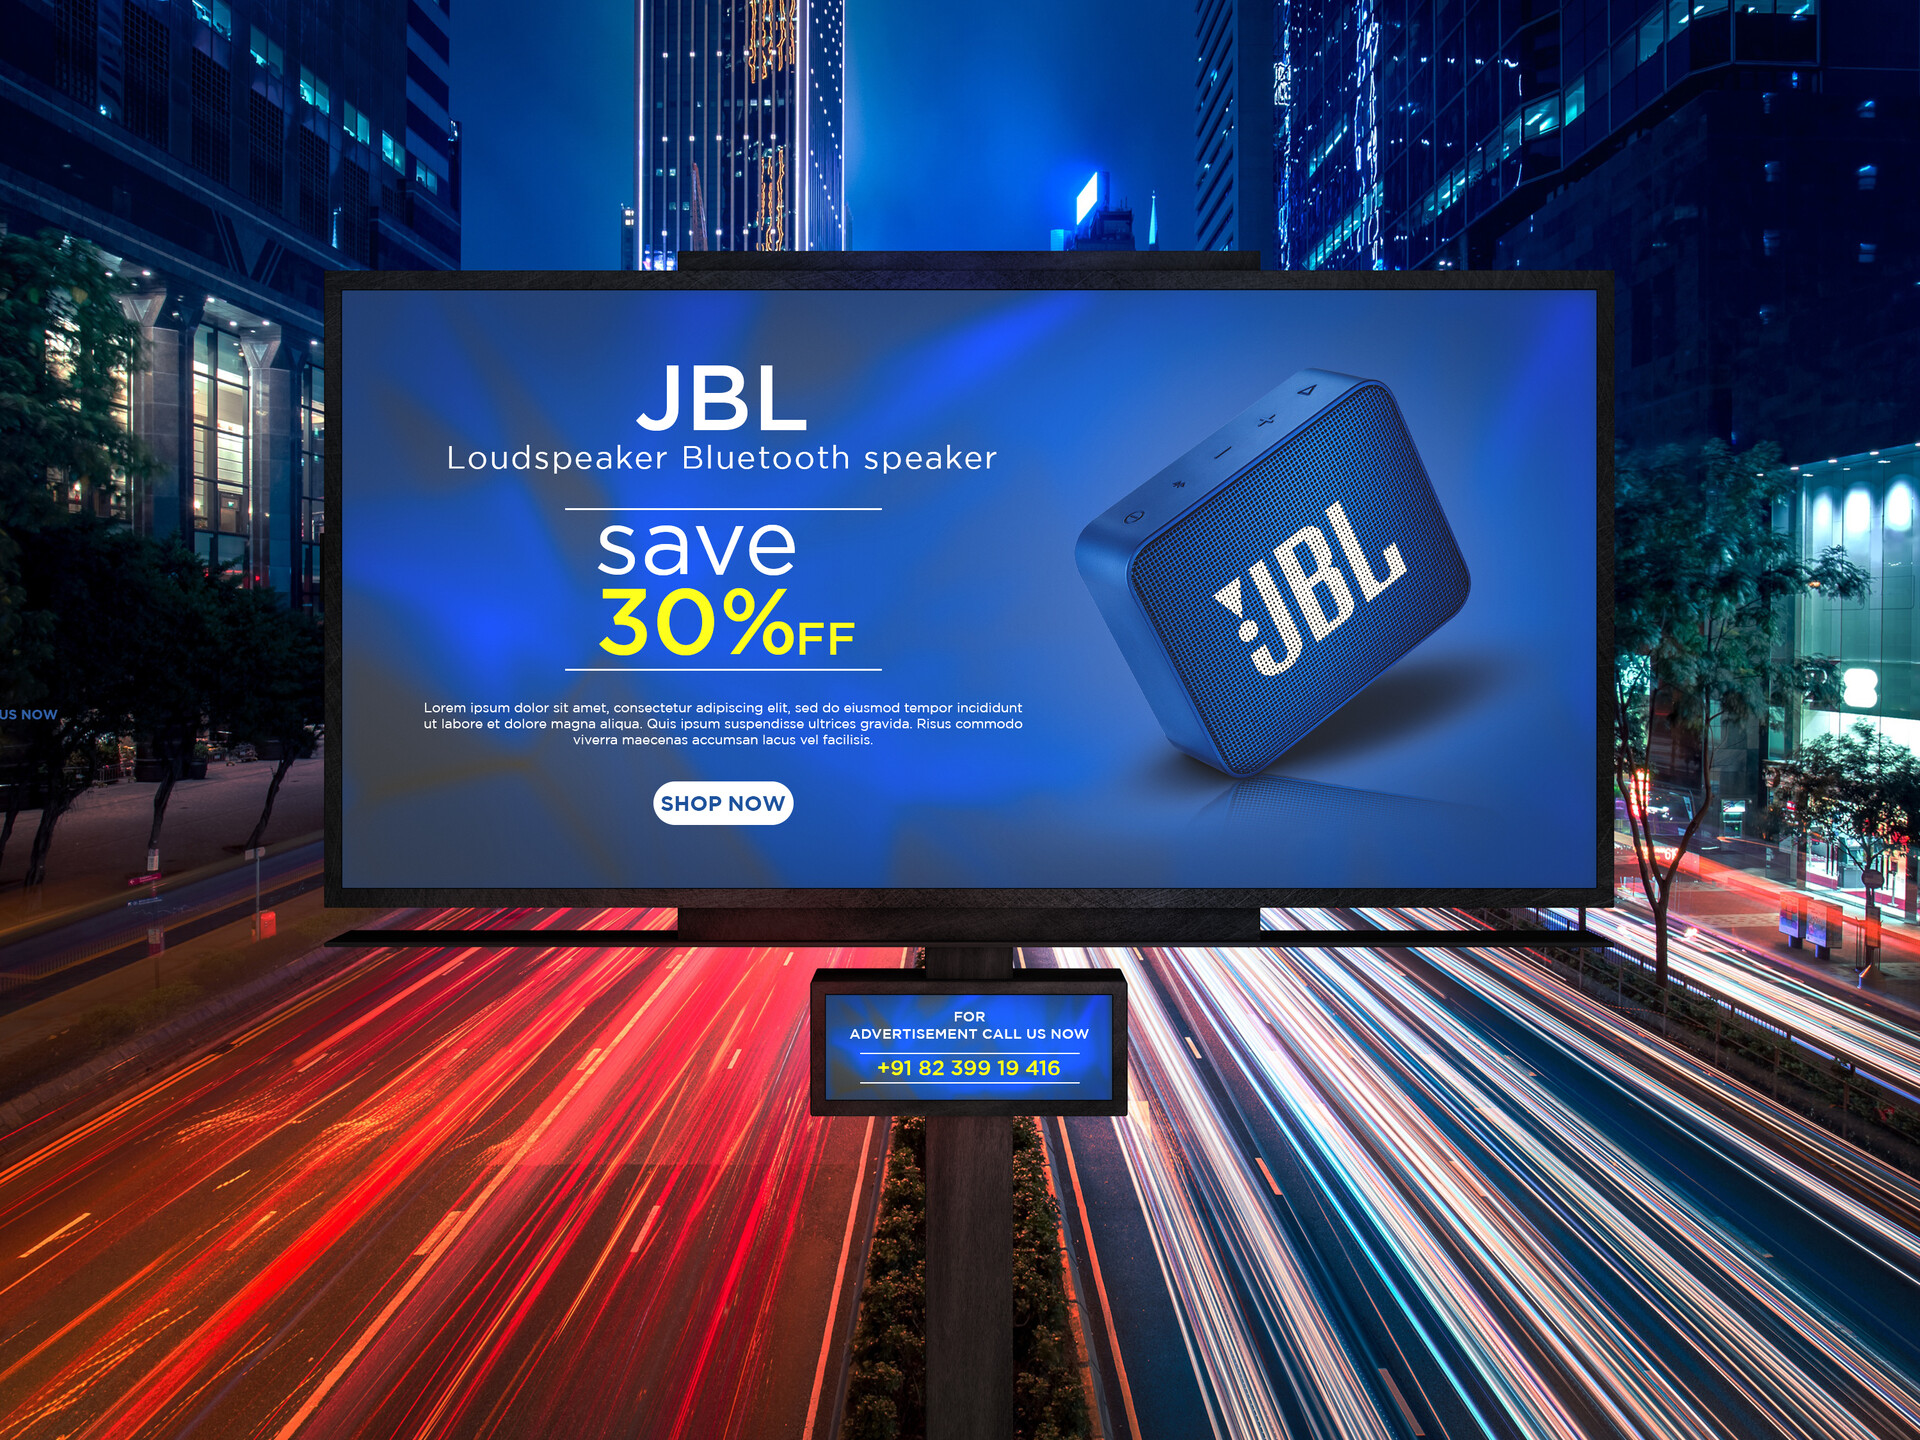 JBL
Loudspeaker Bluetooth speaker
save
30%FF
Lorem ipsum dolor sit amet, consectetur adipiscing elit, sed do eiusmod tempor incididunt
ut labore et dolore magna aliqua. Quis ipsum suspendisse ultrices gravida. Risus commodo
viverra maecenas accumsan lacus vel facilisis.
SHOP NOW
JBL
US NOW
FOR
ADVERTISEMENT CALL US NOW
+91 82 399 19 416